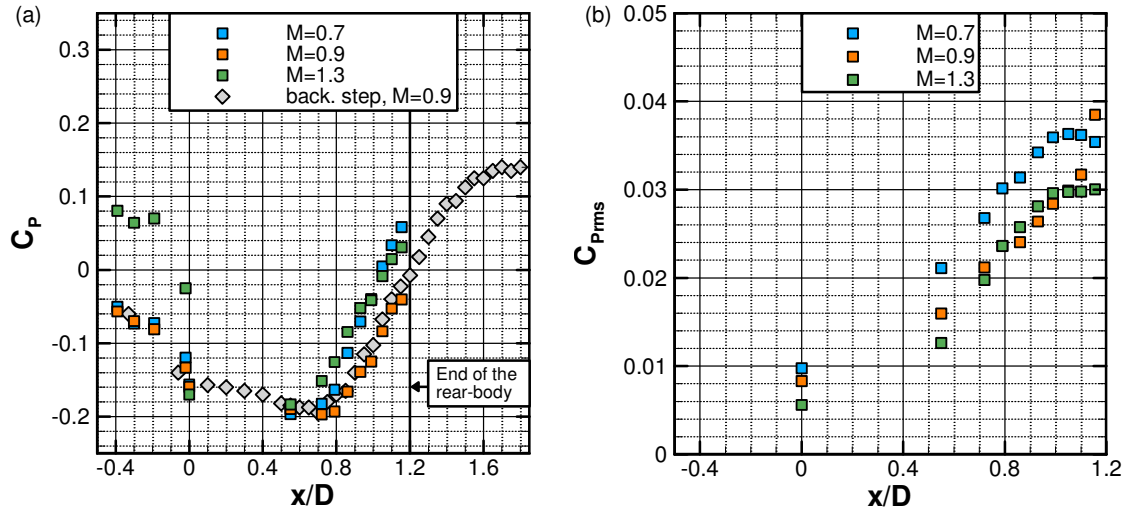 (a)
M=0.7
M=0.9
M=1.3
back. step, M=0.9
0.3
0.2
0.1
0
-0.1
-0.2
CP
End of the
rear-body
-0.4
0
0.4
0.8
1.2
1.6
x/D
(b)
M=0.7
M=0.9
M=1.3
0.05
0.04
0.03
0.02
0.01
0
CPrms
-0.4
0
0.4
0.8
1.2
x/D